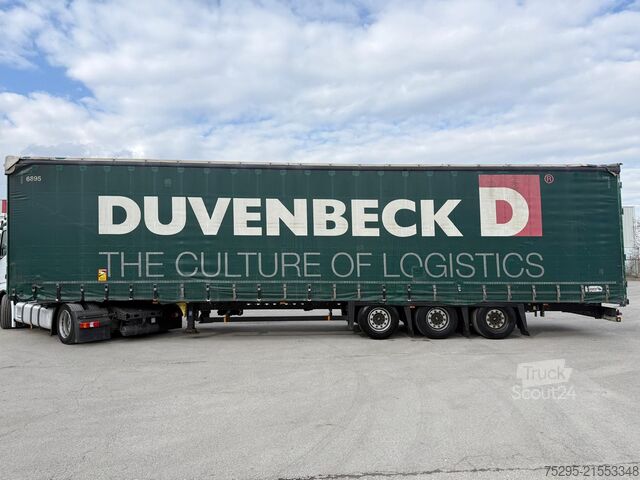 6895
DUVENBECK D ®
THE CULTURE OF LOGISTICS
Truck
Scout24
75295-21553348